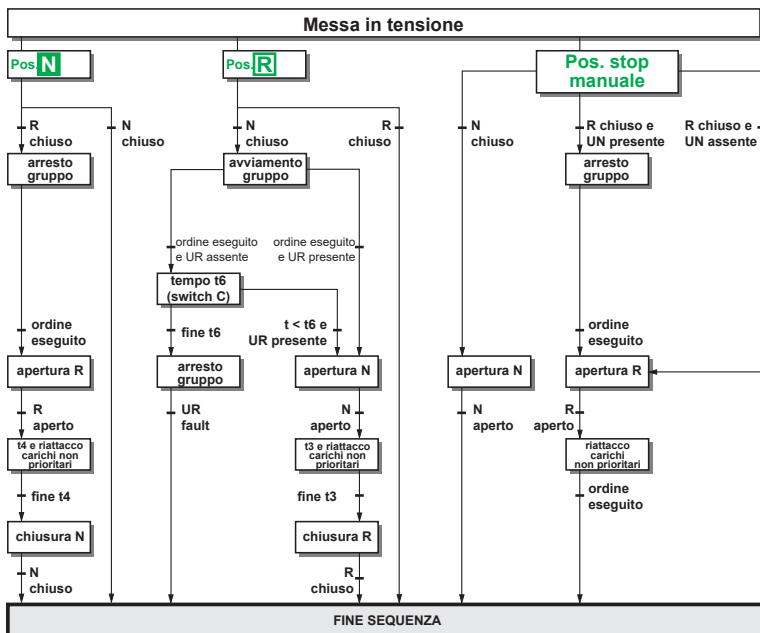 Messa in tensione
Pos. N
Pos. R
Pos. stop
manuale
R
chiuso
N
chiuso
N
chiuso
R
chiuso
N
chiuso
R chiuso e
UN presente
R chiuso e
UN assente
arresto
gruppo
avviamento
gruppo
arresto
gruppo
ordine eseguito
e UR assente
ordine eseguito
e UR presente
tempo t6
(switch C)
ordine
eseguito
fine t6
t < t6 e
UR presente
ordine
eseguito
apertura R
arresto
gruppo
apertura N
apertura N
apertura R
R
aperto
UR
fault
N
aperto
N
aperto
R
aperto
t4 e riattacco
carichi non
prioritari
t3 e riattacco
carichi non
prioritari
riattacco
carichi
non prioritari
fine t4
fine t3
ordine
eseguito
chiusura N
chiusura R
N
chiuso
R
chiuso
FINE SEQUENZA